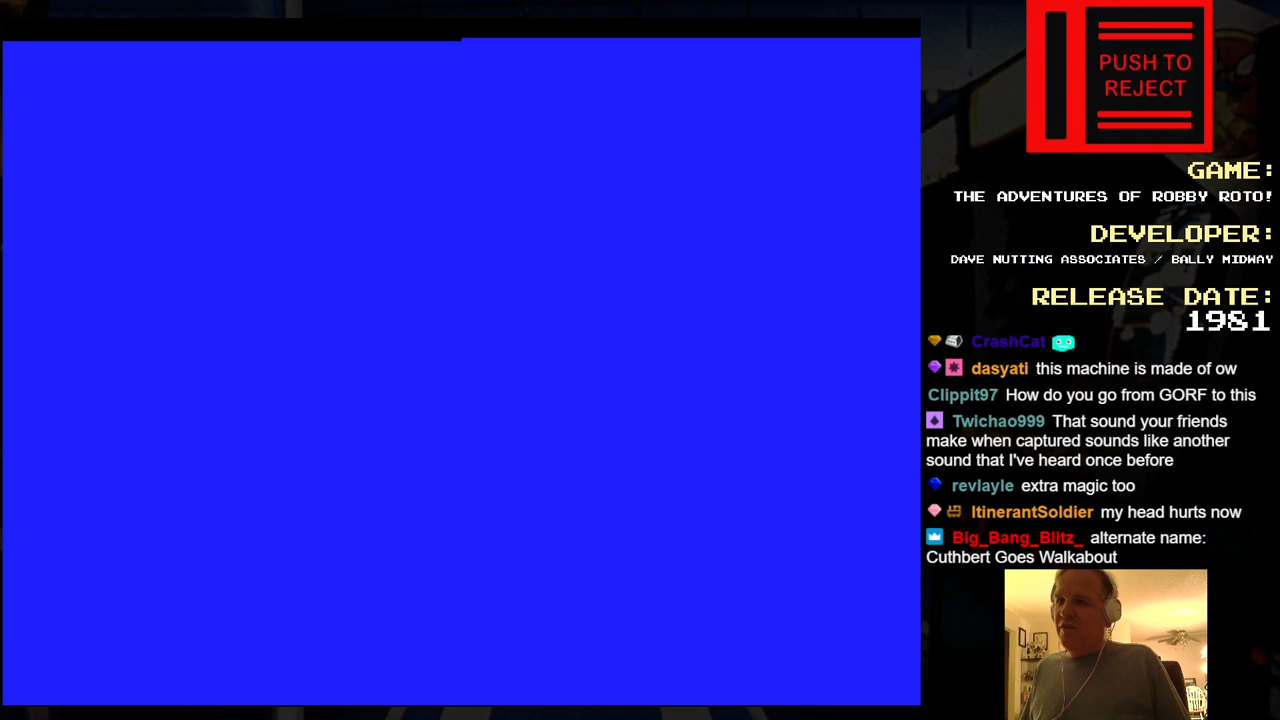 PUSH TO
REJECT
GAME:
THE ADVENTURES OF ROBBY ROTO!
DEVELOPER:
DAVE NUTTING ASSOCIATES / BALLY MIDWAY
RELEASE DATE:
1981
CrashCat
dasyati this machine is made of ow
Clippit97 How do you go from GORF to this
Twichao999 That sound your friends
make when captured sounds like another
sound that I've heard once before
revlayle extra magic too
ItinerantSoldier my head hurts now
Big_Bang_Blitz_ alternate name:
Cuthbert Goes Walkabout